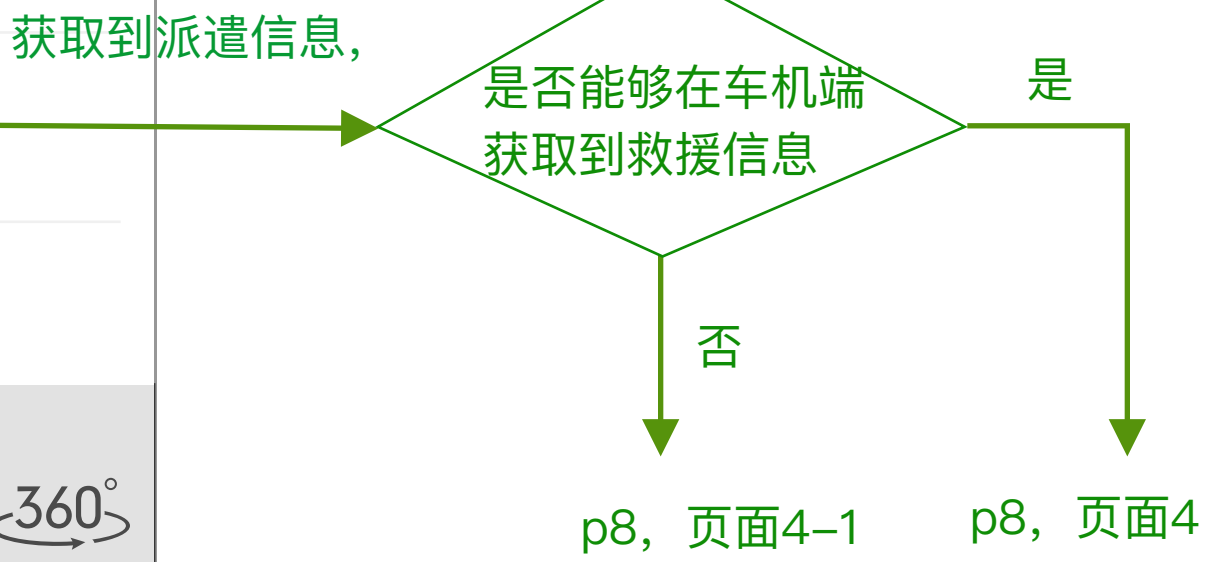 获取到派遣信息，
是否能够在车机端
获取到救援信息
是
否
360°
p8，页面4-1
p8，页面4